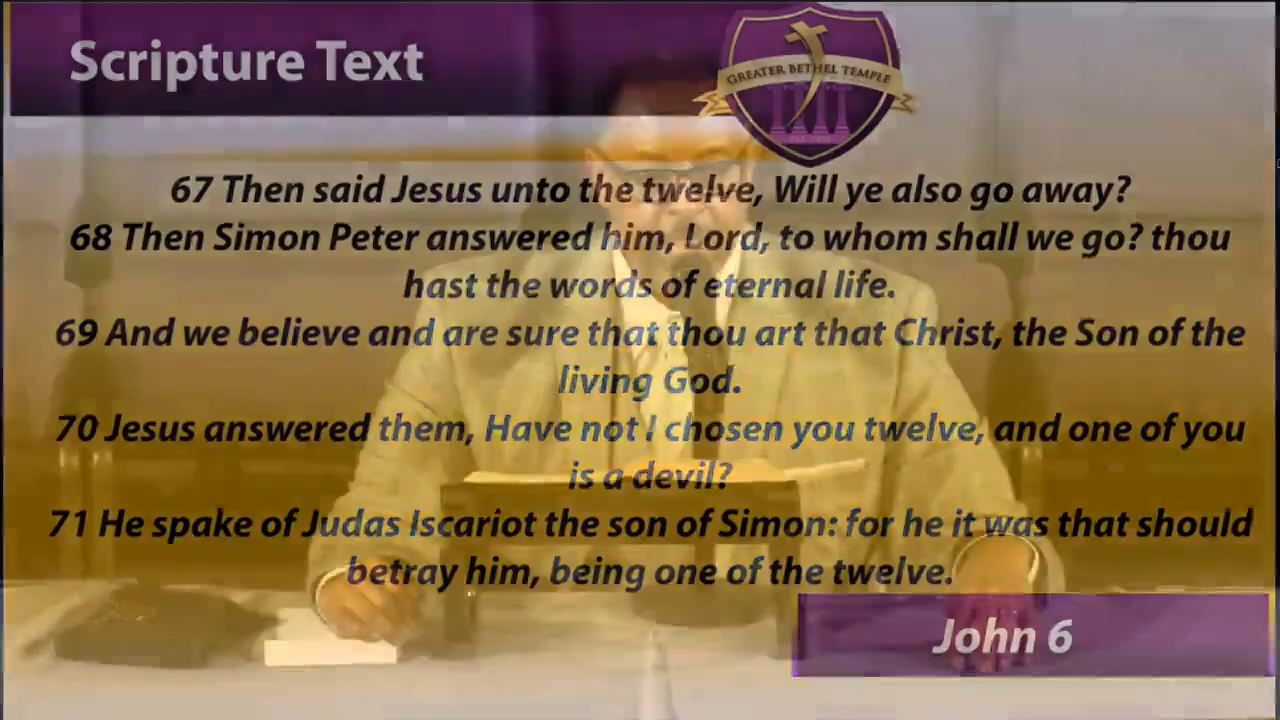 Scripture Text
GREATER BETHEL TEMPLE
67 Then said Jesus unto the twelve, Will ye also go away?
68 Then Simon Peter answered him, Lord, to whom shall we go? thou
hast the words of eternal life.
69 And we believe and are sure that thou art that Christ, the Son of the
living God.
70 Jesus answered them, Have not I chosen you twelve, and one of you
is a devil?
71 He spake of Judas Iscariot the son of Simon: for he it was that should
betray him, being one of the twelve.
John 6